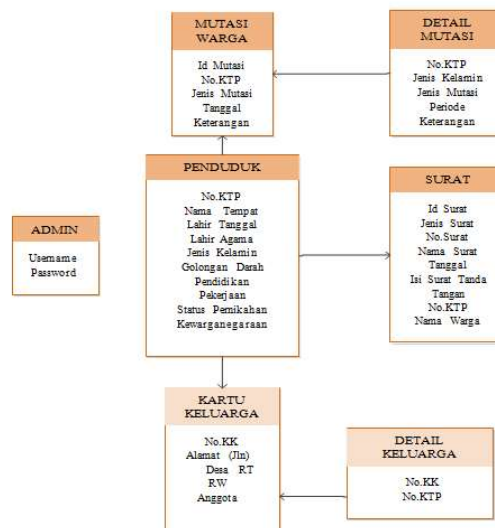 MUTASI
WARGA
Id Mutasi
No.KTP
Jenis Mutasi
Tanggal
Keterangan
DETAIL
MUTASI
No.KTP
Jenis Kelamin
Jenis Mutasi
Periode
Keterangan
PENDUDUK
No.KTP
Nama Tempat
Lahir Tanggal
Lahir Agama
Jenis Kelamin
Golongan Darah
Pendidikan
Pekerjaan
Status Pernikahan
Kewarganegaraan
SURAT
Id Surat
Jenis Surat
No.Surat
Nama Surat
Tanggal
Isi Surat Tanda
Tangan
No.KTP
Nama Warga
ADMIN
Username
Password
KARTU
KELUARGA
No.KK
Alamat (Jln)
Desa RT
RW
Anggota
DETAIL
KELUARGA
No.KK
No.KTP